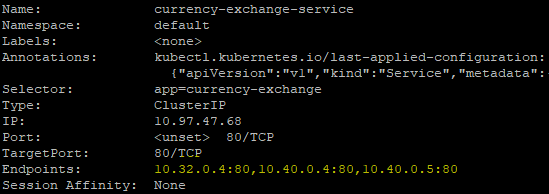 Name: currency-exchange-service
Namespace: default
Labels: <none>
Annotations: kubectl.kubernetes.io/last-applied-configuration:
{"apiVersion":"v1","kind":"Service","metadata":
Selector: app=currency-exchange
Type: ClusterIP
IP: 10.97.47.68
Port: <unset> 80/TCP
TargetPort: 80/TCP
Endpoints: 10.32.0.4:80,10.40.0.4:80,10.40.0.5:80
Session Affinity: None